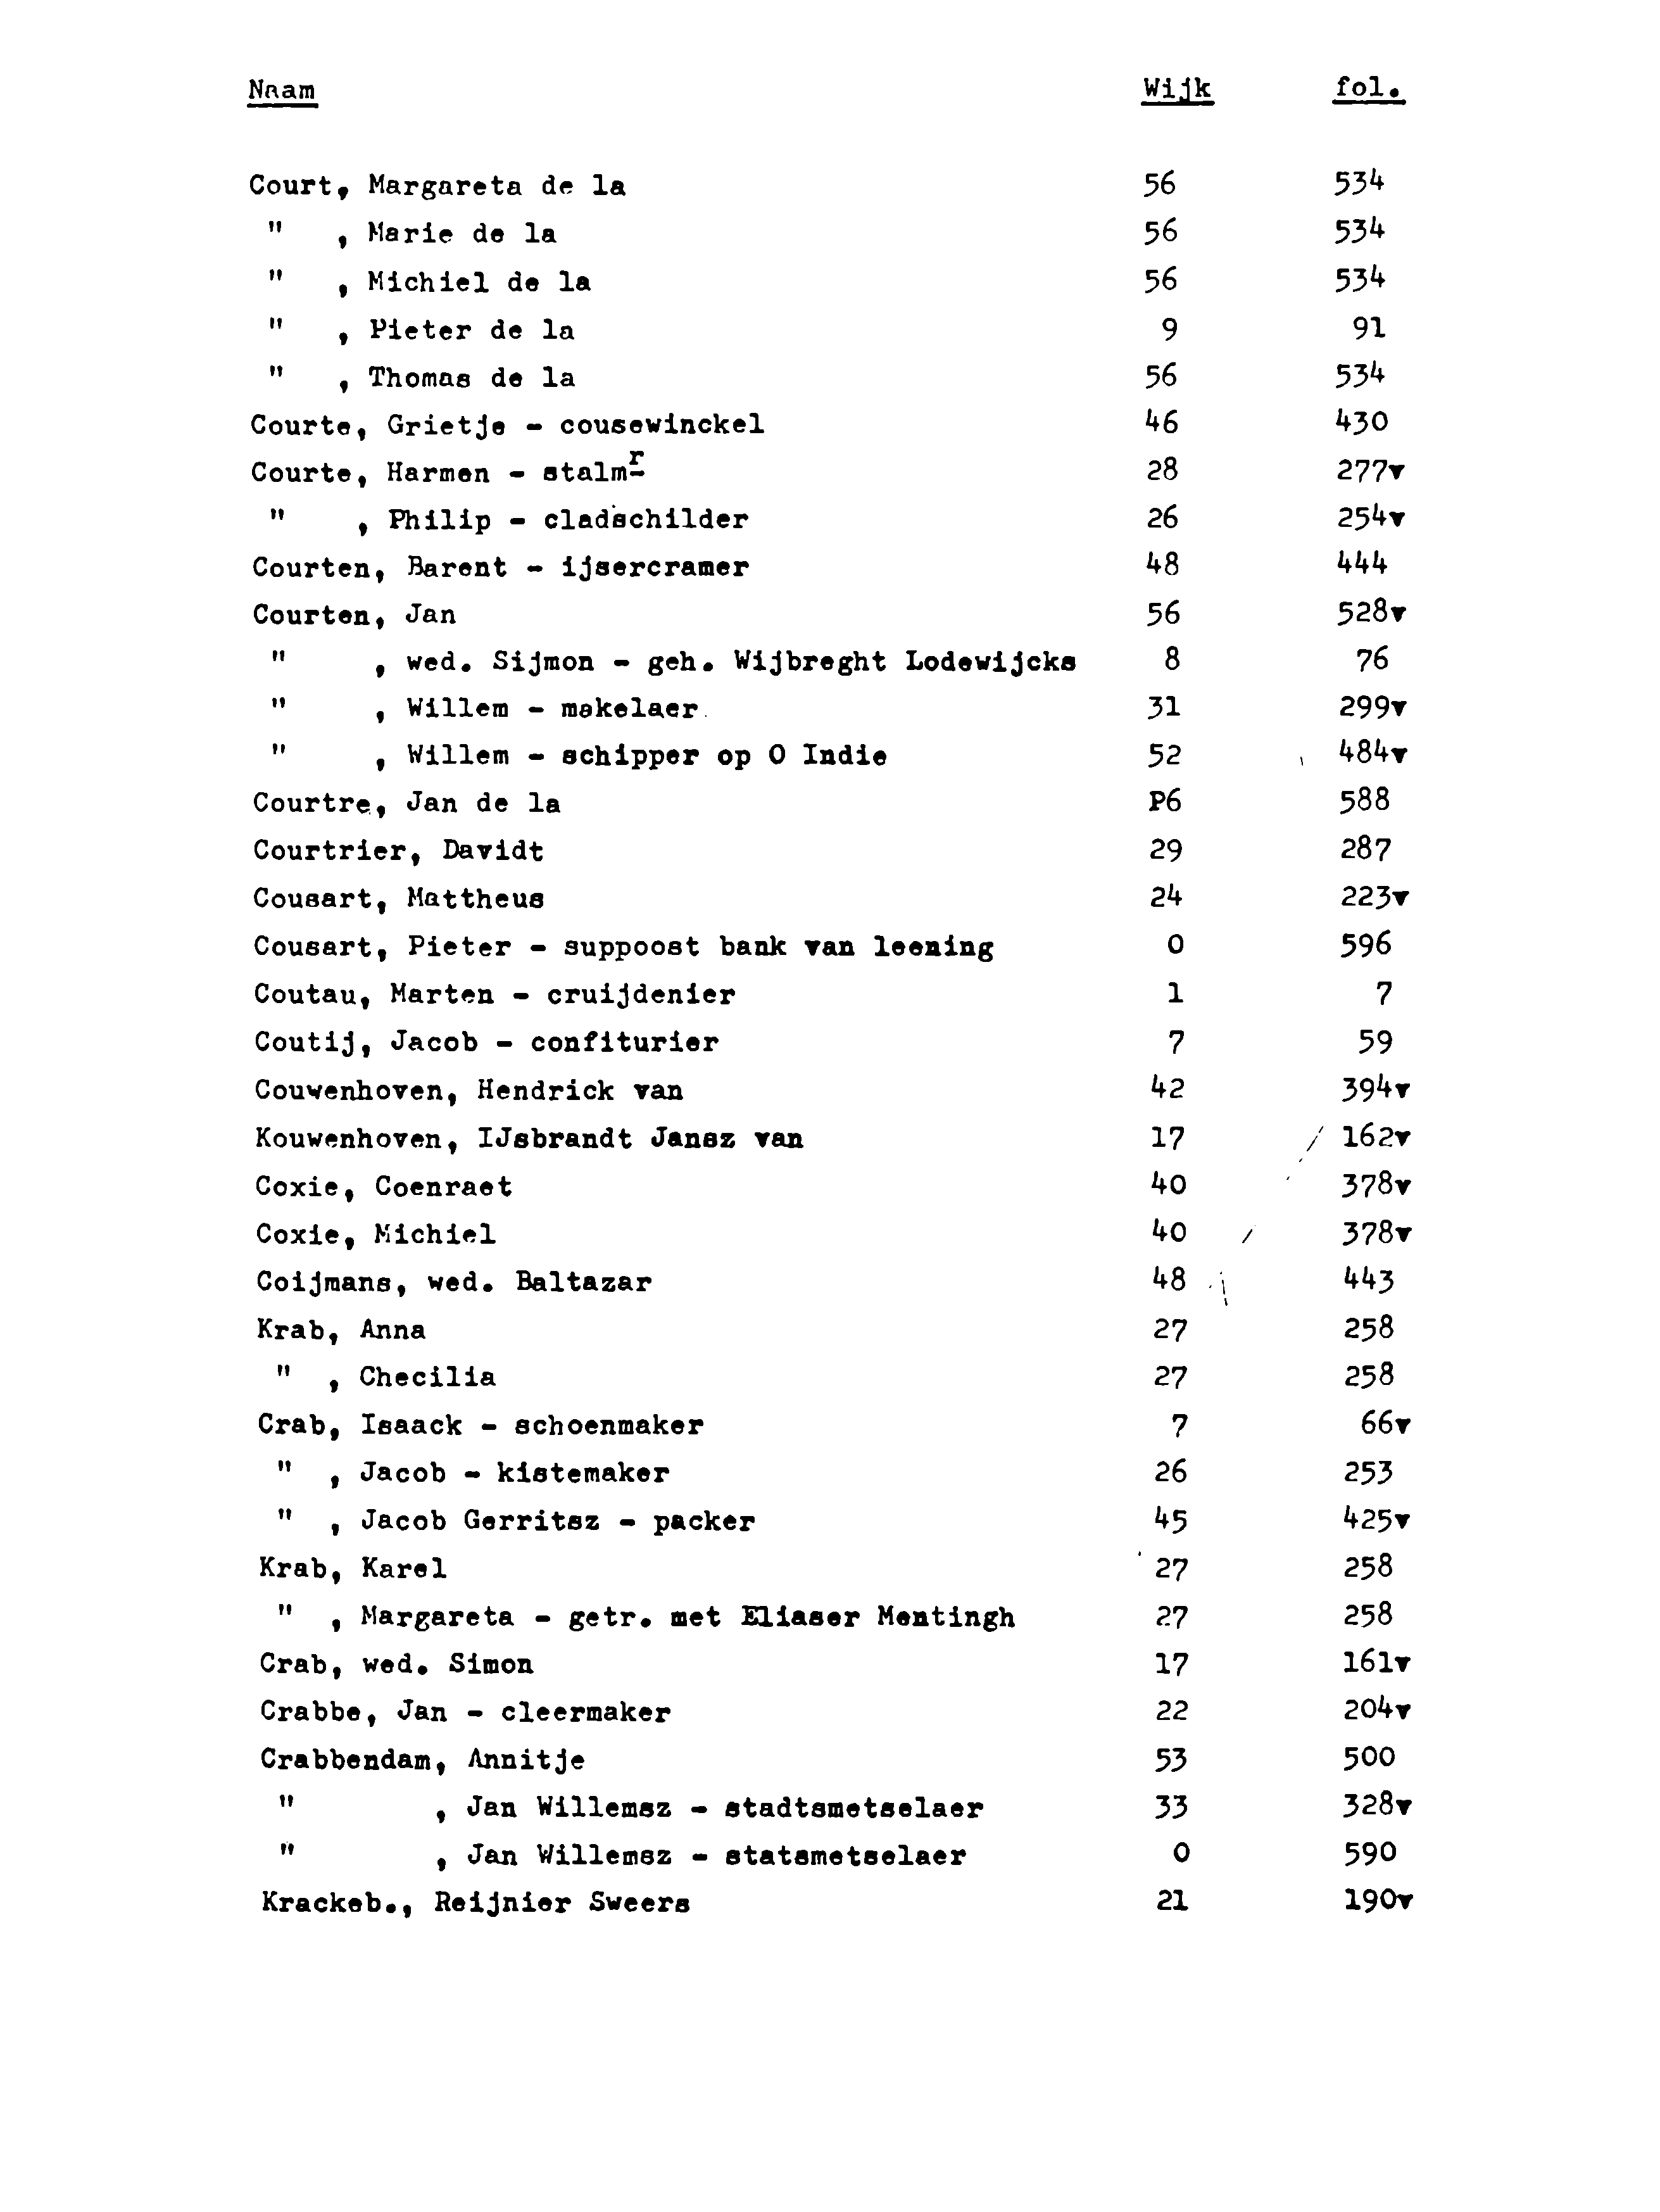 Naam Wijk fol.
Court, Margareta de la 56 534
" , Marie de la 56 534
" , Michiel de la 56 534
" , Pieter de la 9 91
" , Thomas de la 56 534
Courte, Grietje - cousewinckel 46 430
Courte, Harmen - stalmr 28 277v
" , Philip - cladschilder 26 254v
Courten, Barent - ijsercramer 48 444
Courten, Jan 56 528v
" , wed. Sijmon - geh. Wijbreght Lodewijcks 8 76
" , Willem - makelaer 31 299v
" , Willem - schipper op O Indie 52 484v
Courtre, Jan de la P6 588
Courtrier, Davidt 29 287
Cousart, Mattheus 24 223v
Cousart, Pieter - suppoost bank van leening 0 596
Coutau, Marten - cruijdenier 1 7
Coutij, Jacob - confiturier 7 59
Couwenhoven, Hendrick van 42 394v
Kouwenhoven, IJsbrandt Jansz van 17 162v
Coxie, Coenraet 40 378v
Coxie, Michiel 40 378v
Coijmans, wed. Baltazar 48 443
Krab, Anna 27 258
" , Checilia 27 258
Crab, Isaack - schoenmaker 7 66v
" , Jacob - kistemaker 26 253
" , Jacob Gerritsz - packer 45 425v
Krab, Karel 27 258
" , Margareta - getr. met Eliaser Mentingh 27 258
Crab, wed. Simon 17 161v
Crabbe, Jan - cleermaker 22 204v
Crabbendam, Annitje 53 500
" , Jan Willemsz - stadtsmetselaer 33 328v
" , Jan Willemsz - statsmetselaer 0 590
Krackeb., Reijnier Sweers 21 190v